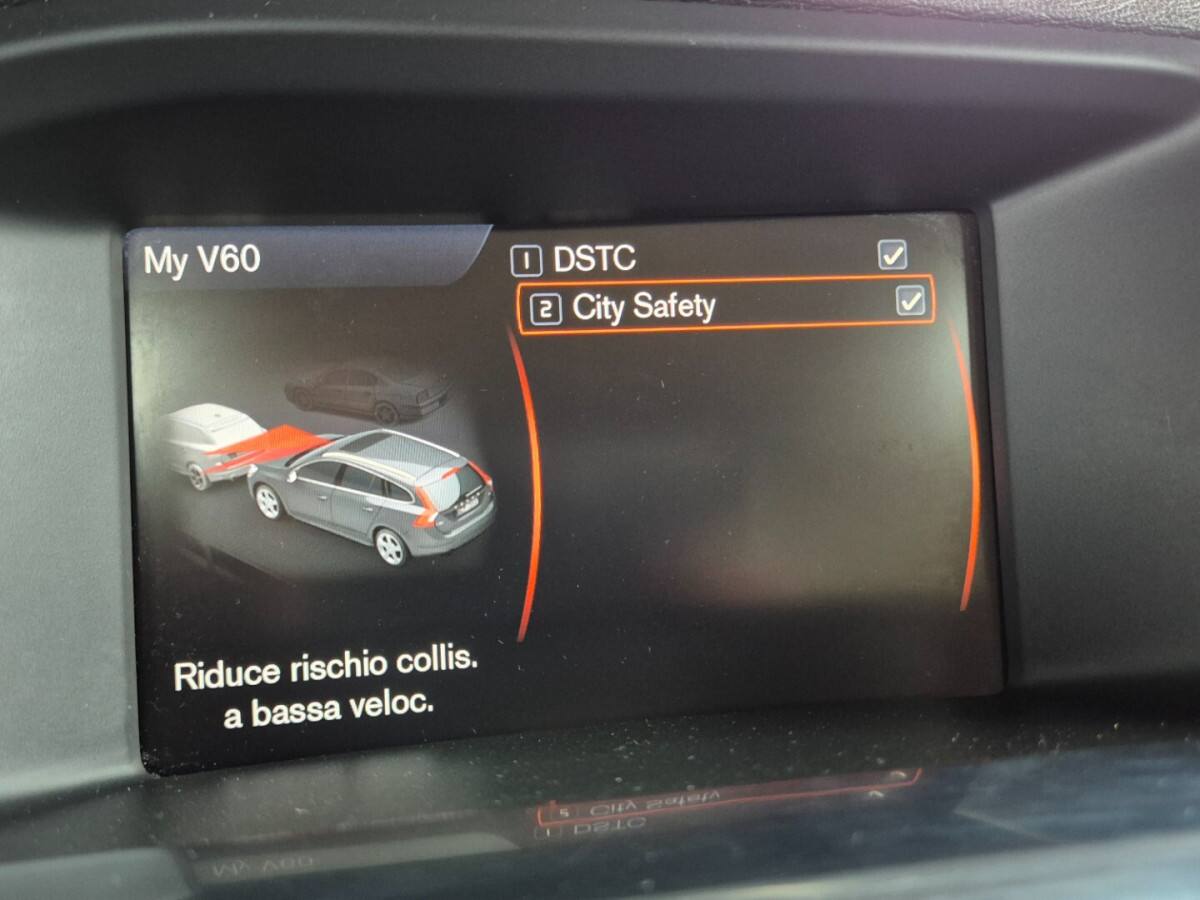 My V60
1 DSTC
2 City Safety
Riduce rischio collis.
a bassa veloc.